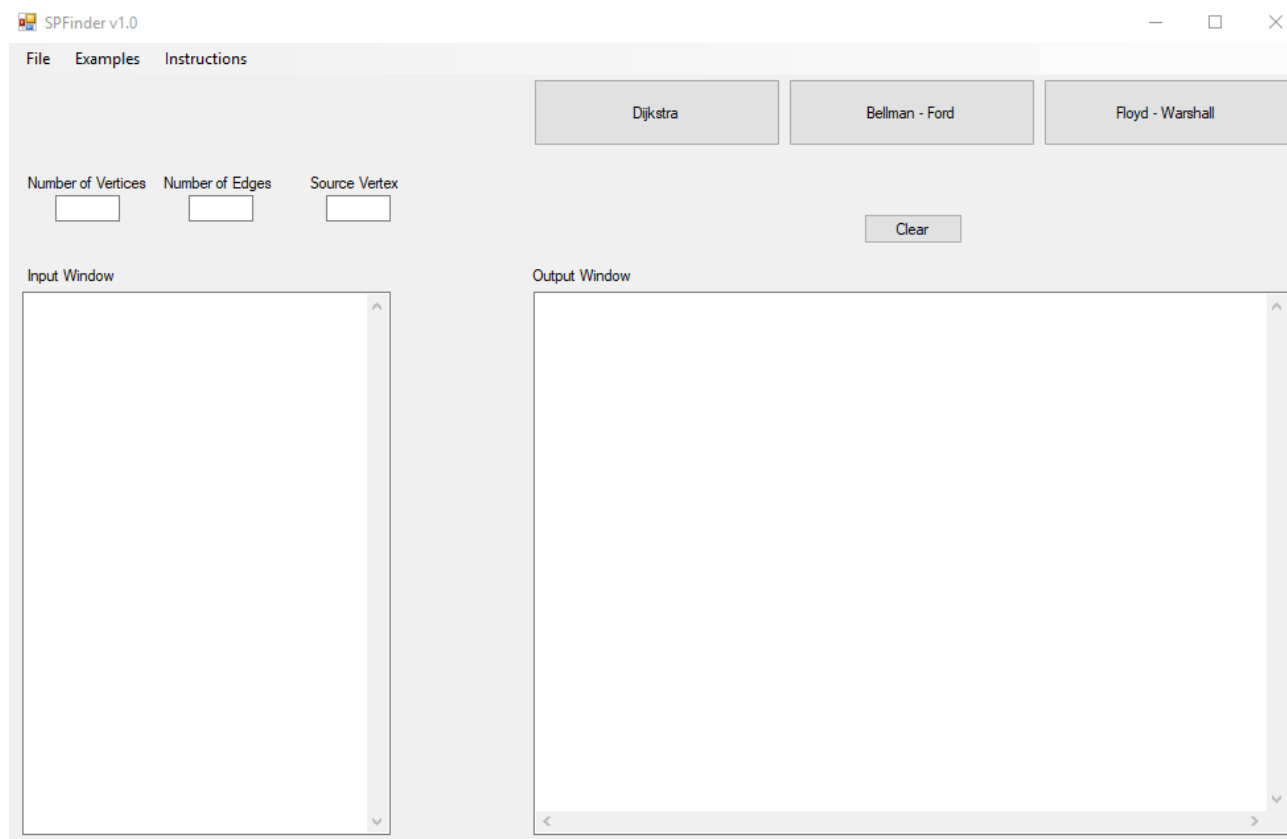 SPFinder v1.0
File Examples Instructions
Dijkstra Bellman - Ford Floyd - Warshall
Number of Vertices Number of Edges Source Vertex
Clear
Input Window Output Window